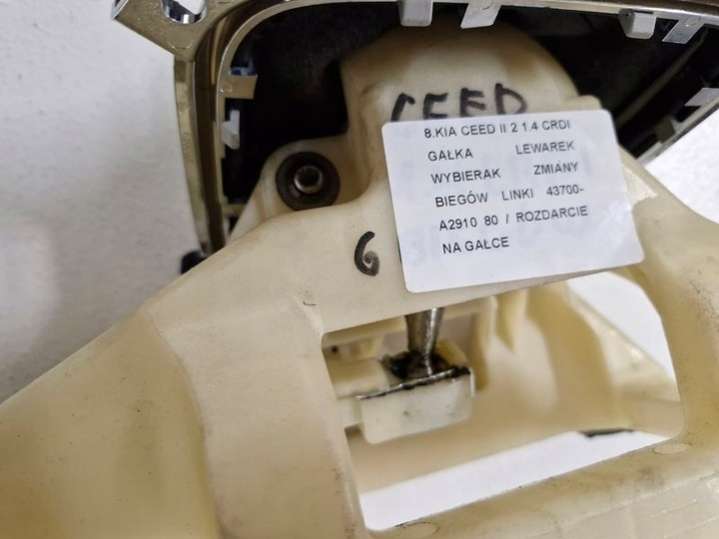 CEED
8.KIA CEED II 2 1.4 CRDI
GAŁKA LEWAREK
WYBIERAK ZMIANY
BIEGÓW LINKI 43700-
A2910 80 / ROZDARCIE
NA GAŁCE
6